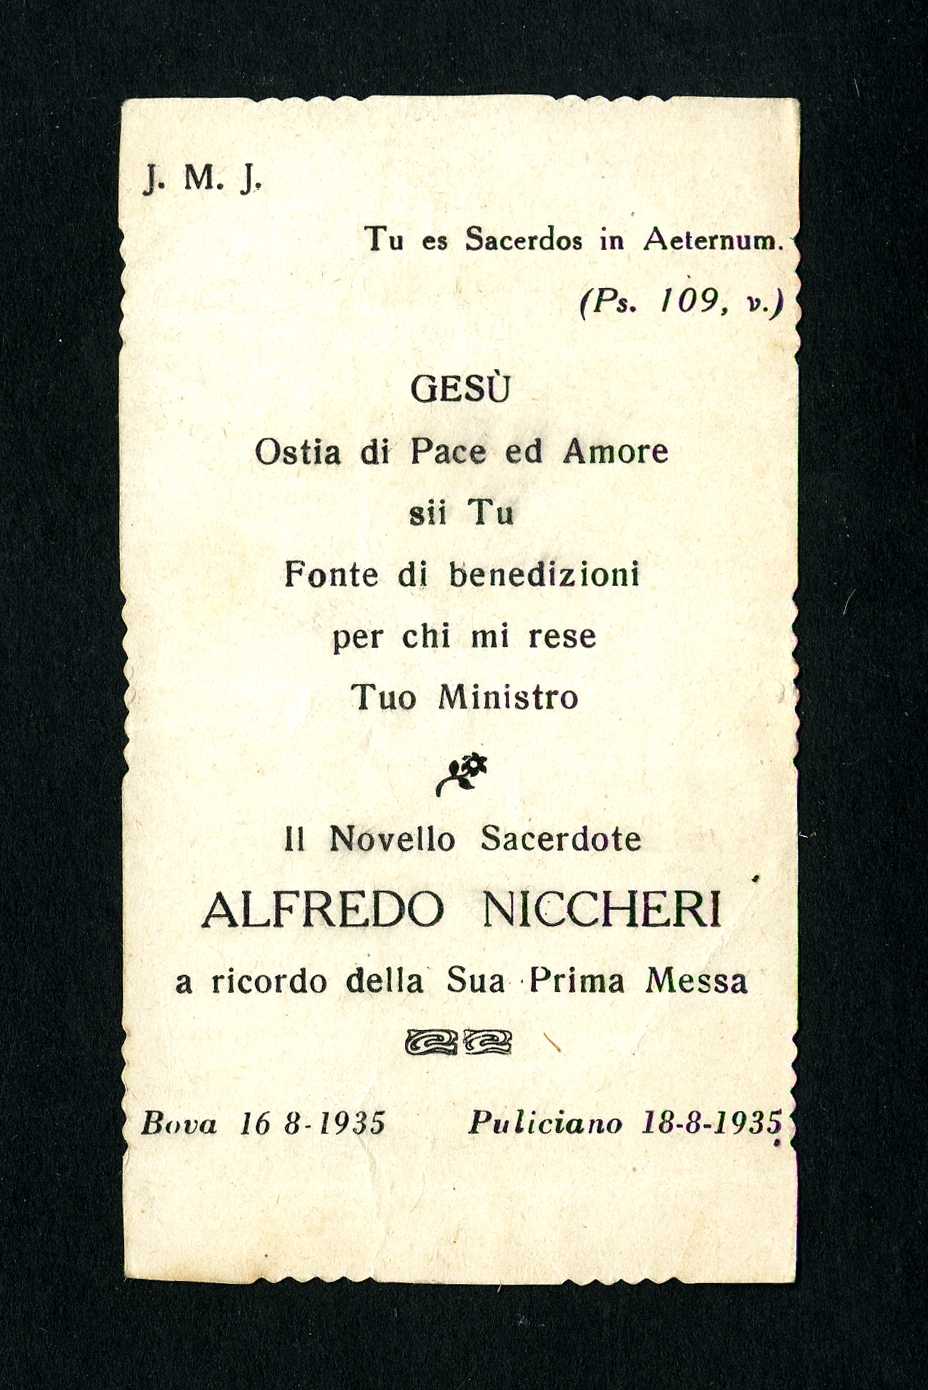 J. M. J.
Tu es Sacerdos in Aeternum.
(Ps. 109, v.)
GESÙ
Ostia di Pace ed Amore
sii Tu
Fonte di benedizioni
per chi mi rese
Tuo Ministro
Il Novello Sacerdote
ALFREDO NICCHERI
a ricordo della Sua Prima Messa
Bova 16 8-1935 Puliciano 18-8-1935